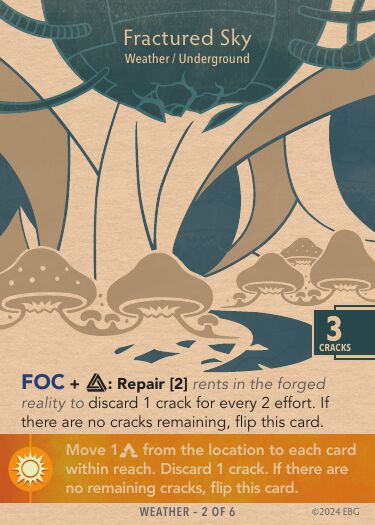 Fractured Sky
Weather / Underground
3
CRACKS
FOC + : Repair [2] rents in the forged
reality to discard 1 crack for every 2 effort. If
there are no cracks remaining, flip this card.
Move 1 from the location to each card
within reach. Discard 1 crack. If there are
no remaining cracks, flip this card.
WEATHER – 2 OF 6
©2024 EBG